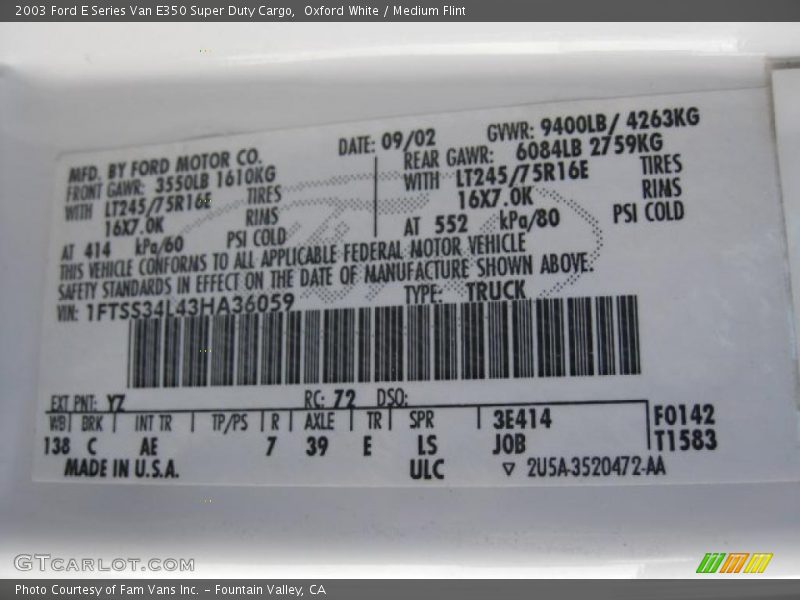 2003 Ford E Series Van E350 Super Duty Cargo,  Oxford White / Medium Flint
MFD. BY FORD MOTOR CO.
DATE: 09/02
GVWR: 9400LB/ 4263KG
FRONT GAWR: 3550LB 1610KG
REAR GAWR: 6084LB 2759KG
WITH LT245/75R16E TIRES
WITH LT245/75R16E TIRES
16X7.0K RIMS
16X7.0K RIMS
AT 414 kPa/60 PSI COLD
AT 552 kPa/80 PSI COLD
THIS VEHICLE CONFORMS TO ALL APPLICABLE FEDERAL MOTOR VEHICLE
SAFETY STANDARDS IN EFFECT ON THE DATE OF MANUFACTURE SHOWN ABOVE.
VIN: 1FTSS34L43HA36059
TYPE: TRUCK
EXT PNT: YZ RC: 72 DSO:
WB BRK INT TR TP/PS R AXLE TR SPR 3E414 F0142
138 C AE 7 39 E LS JOB T1583
MADE IN U.S.A. ULC ▽ 2U5A-3520472-AA
GTCARLOT.COM
Photo Courtesy of Fam Vans Inc. - Fountain Valley, CA